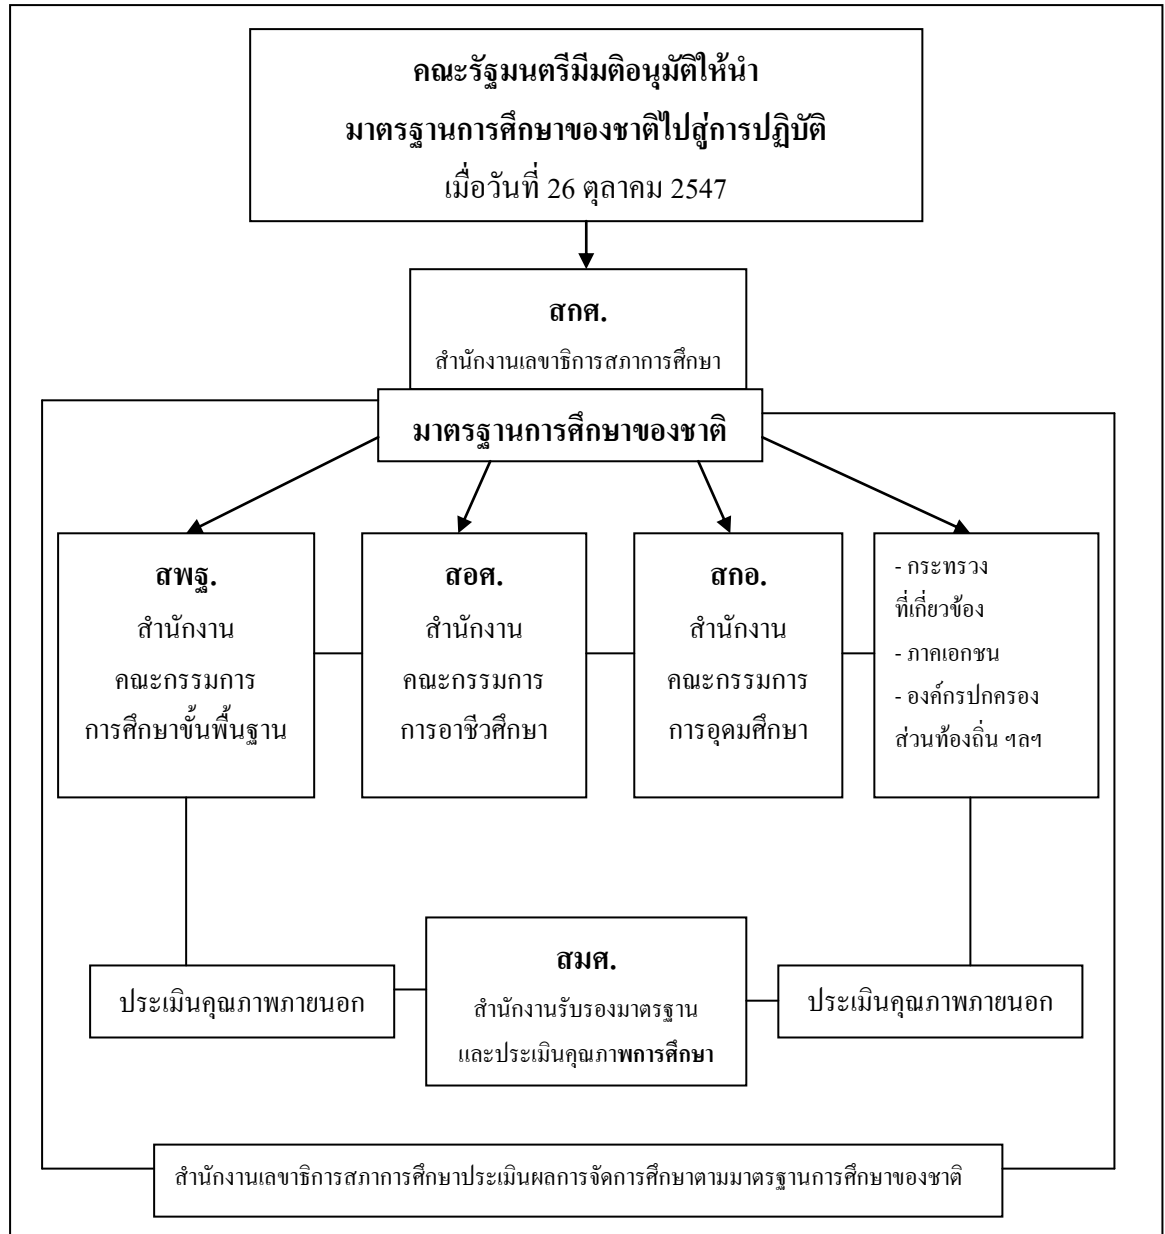 คณะรัฐมนตรีมีมติอนุมัติให้นำ
มาตรฐานการศึกษาของชาติไปสู่การปฏิบัติ
เมื่อวันที่ 26 ตุลาคม 2547
สกศ.
สำนักงานเลขาธิการสภาการศึกษา
มาตรฐานการศึกษาของชาติ
สพฐ.
สำนักงาน
คณะกรรมการ
การศึกษาขั้นพื้นฐาน
สอศ.
สำนักงาน
คณะกรรมการ
การอาชีวศึกษา
สกอ.
สำนักงาน
คณะกรรมการ
การอุดมศึกษา
- กระทรวง
ที่เกี่ยวข้อง
- ภาคเอกชน
- องค์กรปกครอง
ส่วนท้องถิ่น ฯลฯ
ประเมินคุณภาพภายนอก
สมศ.
สำนักงานรับรองมาตรฐาน
และประเมินคุณภาพการศึกษา
ประเมินคุณภาพภายนอก
สำนักงานเลขาธิการสภาการศึกษาประเมินผลการจัดการศึกษาตามมาตรฐานการศึกษาของชาติ